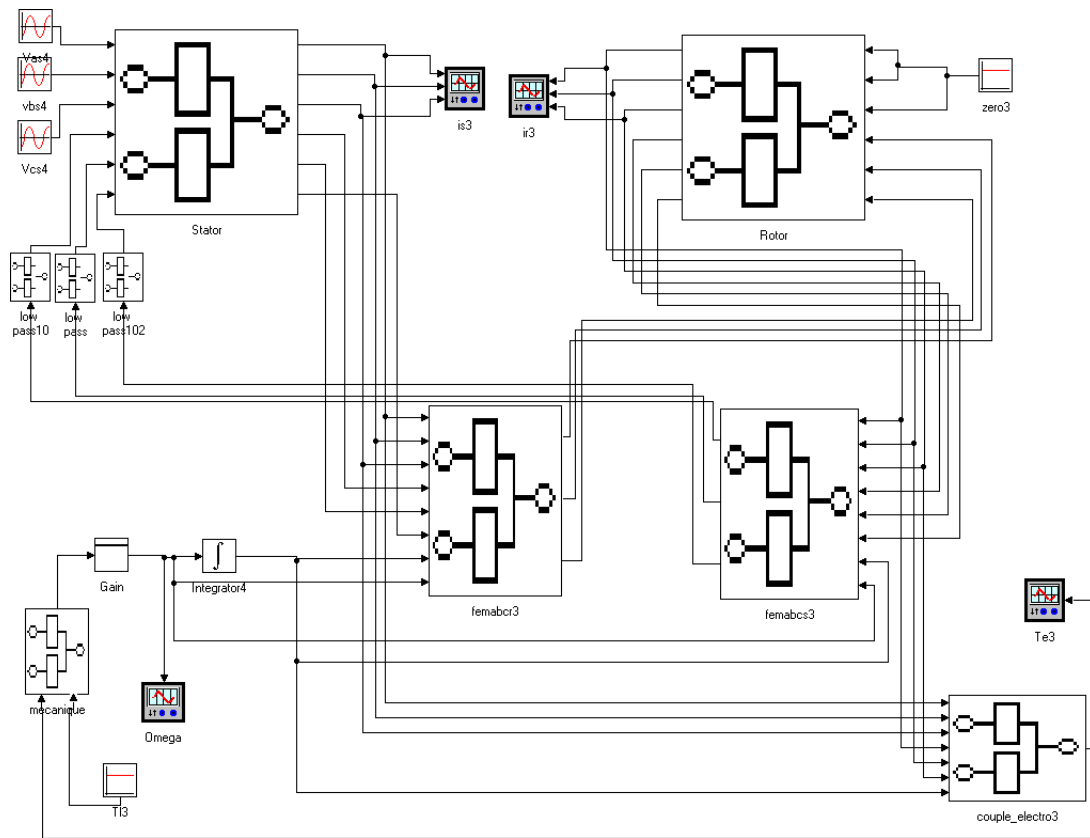 Vas4
vbs4
Vcs4
Stator
is3
ir3
Rotor
zero3
low
pass10
low
pass
low
pass102
femabcr3
femabcs3
Gain
Integrator4
mecanique
Omega
Tl3
Te3
couple_electro3